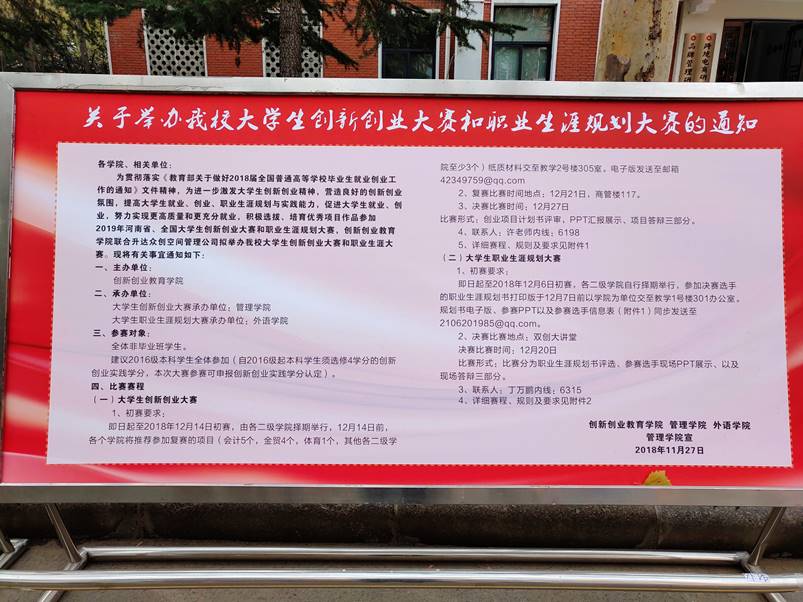 品牌管理
跨境电商
关于举办我校大学生创新创业大赛和职业生涯规划大赛的通知
各学院、相关单位：
为贯彻落实《教育部关于做好2018届全国普通高等学校毕业生就业创业工
作的通知》文件精神，为进一步激发大学生创新创业精神，营造良好的创新创业
氛围，提高大学生就业、创业、职业生涯规划与实践能力，促进大学生就业、创
业，努力实现更高质量和更充分就业，积极选拔、培育优秀项目作品参加
2019年河南省、全国大学生创新创业大赛和职业生涯规划大赛，创新创业教育
学院联合升达众创空间管理公司拟举办我校大学生创新创业大赛和职业生涯大
赛。现将有关事宜通知如下：
一、主办单位：
创新创业教育学院
二、承办单位：
大学生创新创业大赛承办单位：管理学院
大学生职业生涯规划大赛承办单位：外语学院
三、参赛对象：
全体非毕业班学生。
建议2016级本科学生全体参加（自2016级起本科学生须选修4学分的创新
创业实践学分，本次大赛参赛可申报创新创业实践学分认定）。
四、比赛赛程
（一）大学生创新创业大赛
1、初赛要求：
即日起至2018年12月14日初赛，由各二级学院择期举行，12月14日前，
各个学院将推荐参加复赛的项目（会计5个，金贸4个，体育1个，其他各二级学
院至少3个）纸质材料交至教学2号楼305室。电子版发送至邮箱
42349759@qq.com
2、复赛比赛时间地点：12月21日，商管楼117。
3、决赛比赛时间：12月27日
比赛形式：创业项目计划书评审，PPT汇报展示、项目答辩三部分。
4、联系人：许老师内线：6198
5、详细赛程、规则及要求见附件1
（二）大学生职业生涯规划大赛
1、初赛要求：
即日起至2018年12月6日初赛，各二级学院自行择期举行，参加决赛选手
的职业生涯规划书打印版于12月7日前以学院为单位交至教学1号楼301办公室。
规划书电子版、参赛PPT以及参赛选手信息表（附件1）同步发送至
2106201985@qq.com。
2、决赛比赛地点：双创大讲堂
决赛比赛时间：12月20日
比赛形式：比赛分为职业生涯规划书评选、参赛选手现场PPT展示、以及
现场答辩三部分。
3、联系人：丁万鹏内线：6315
4、详细赛程、规则及要求见附件2
创新创业教育学院 管理学院 外语学院
管理学院宣
2018年11月27日